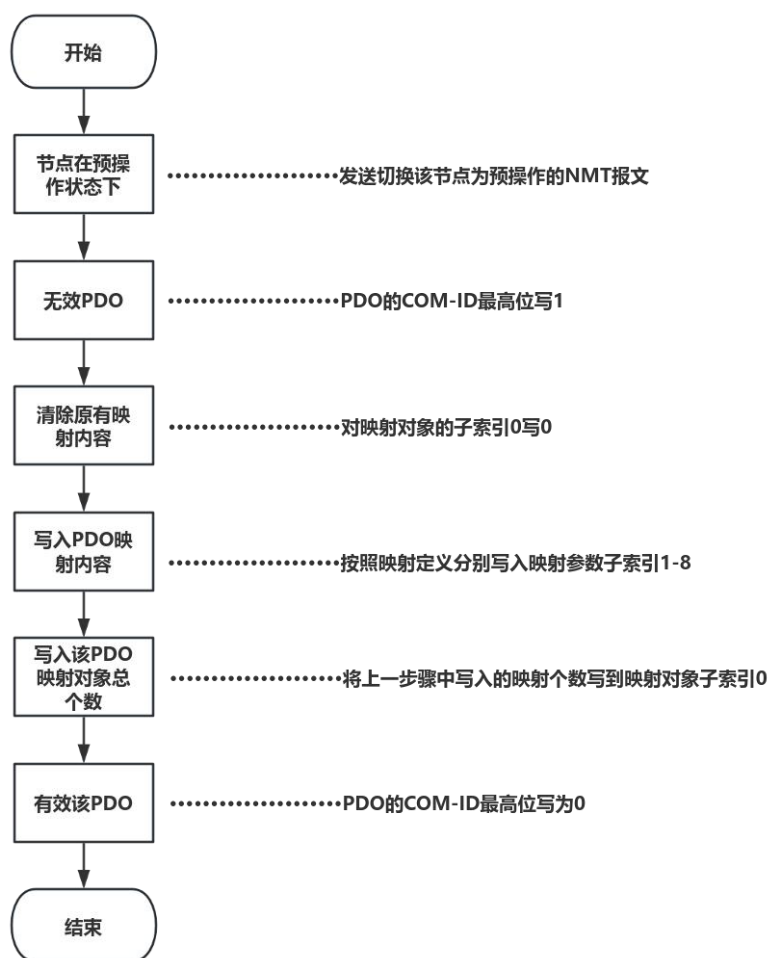 开始
节点在预操
作状态下
发送切换该节点为预操作的NMT报文
无效PDO
PDO的COM-ID最高位写1
清除原有映
射内容
对映射对象的子索引0写0
写入PDO映
射内容
按照映射定义分别写入映射参数子索引1-8
写入该PDO
映射对象总
个数
将上一步骤中写入的映射个数写到映射对象子索引0
有效该PDO
PDO的COM-ID最高位写为0
结束